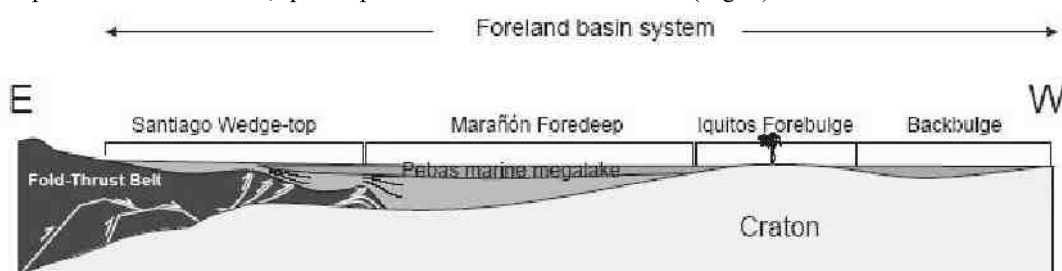 Foreland basin system
E
W
Santiago Wedge-top
Marañón Foredeep
Iquitos Forebulge
Backbulge
Pebas marine megalake
Fold-Thrust Belt
Craton